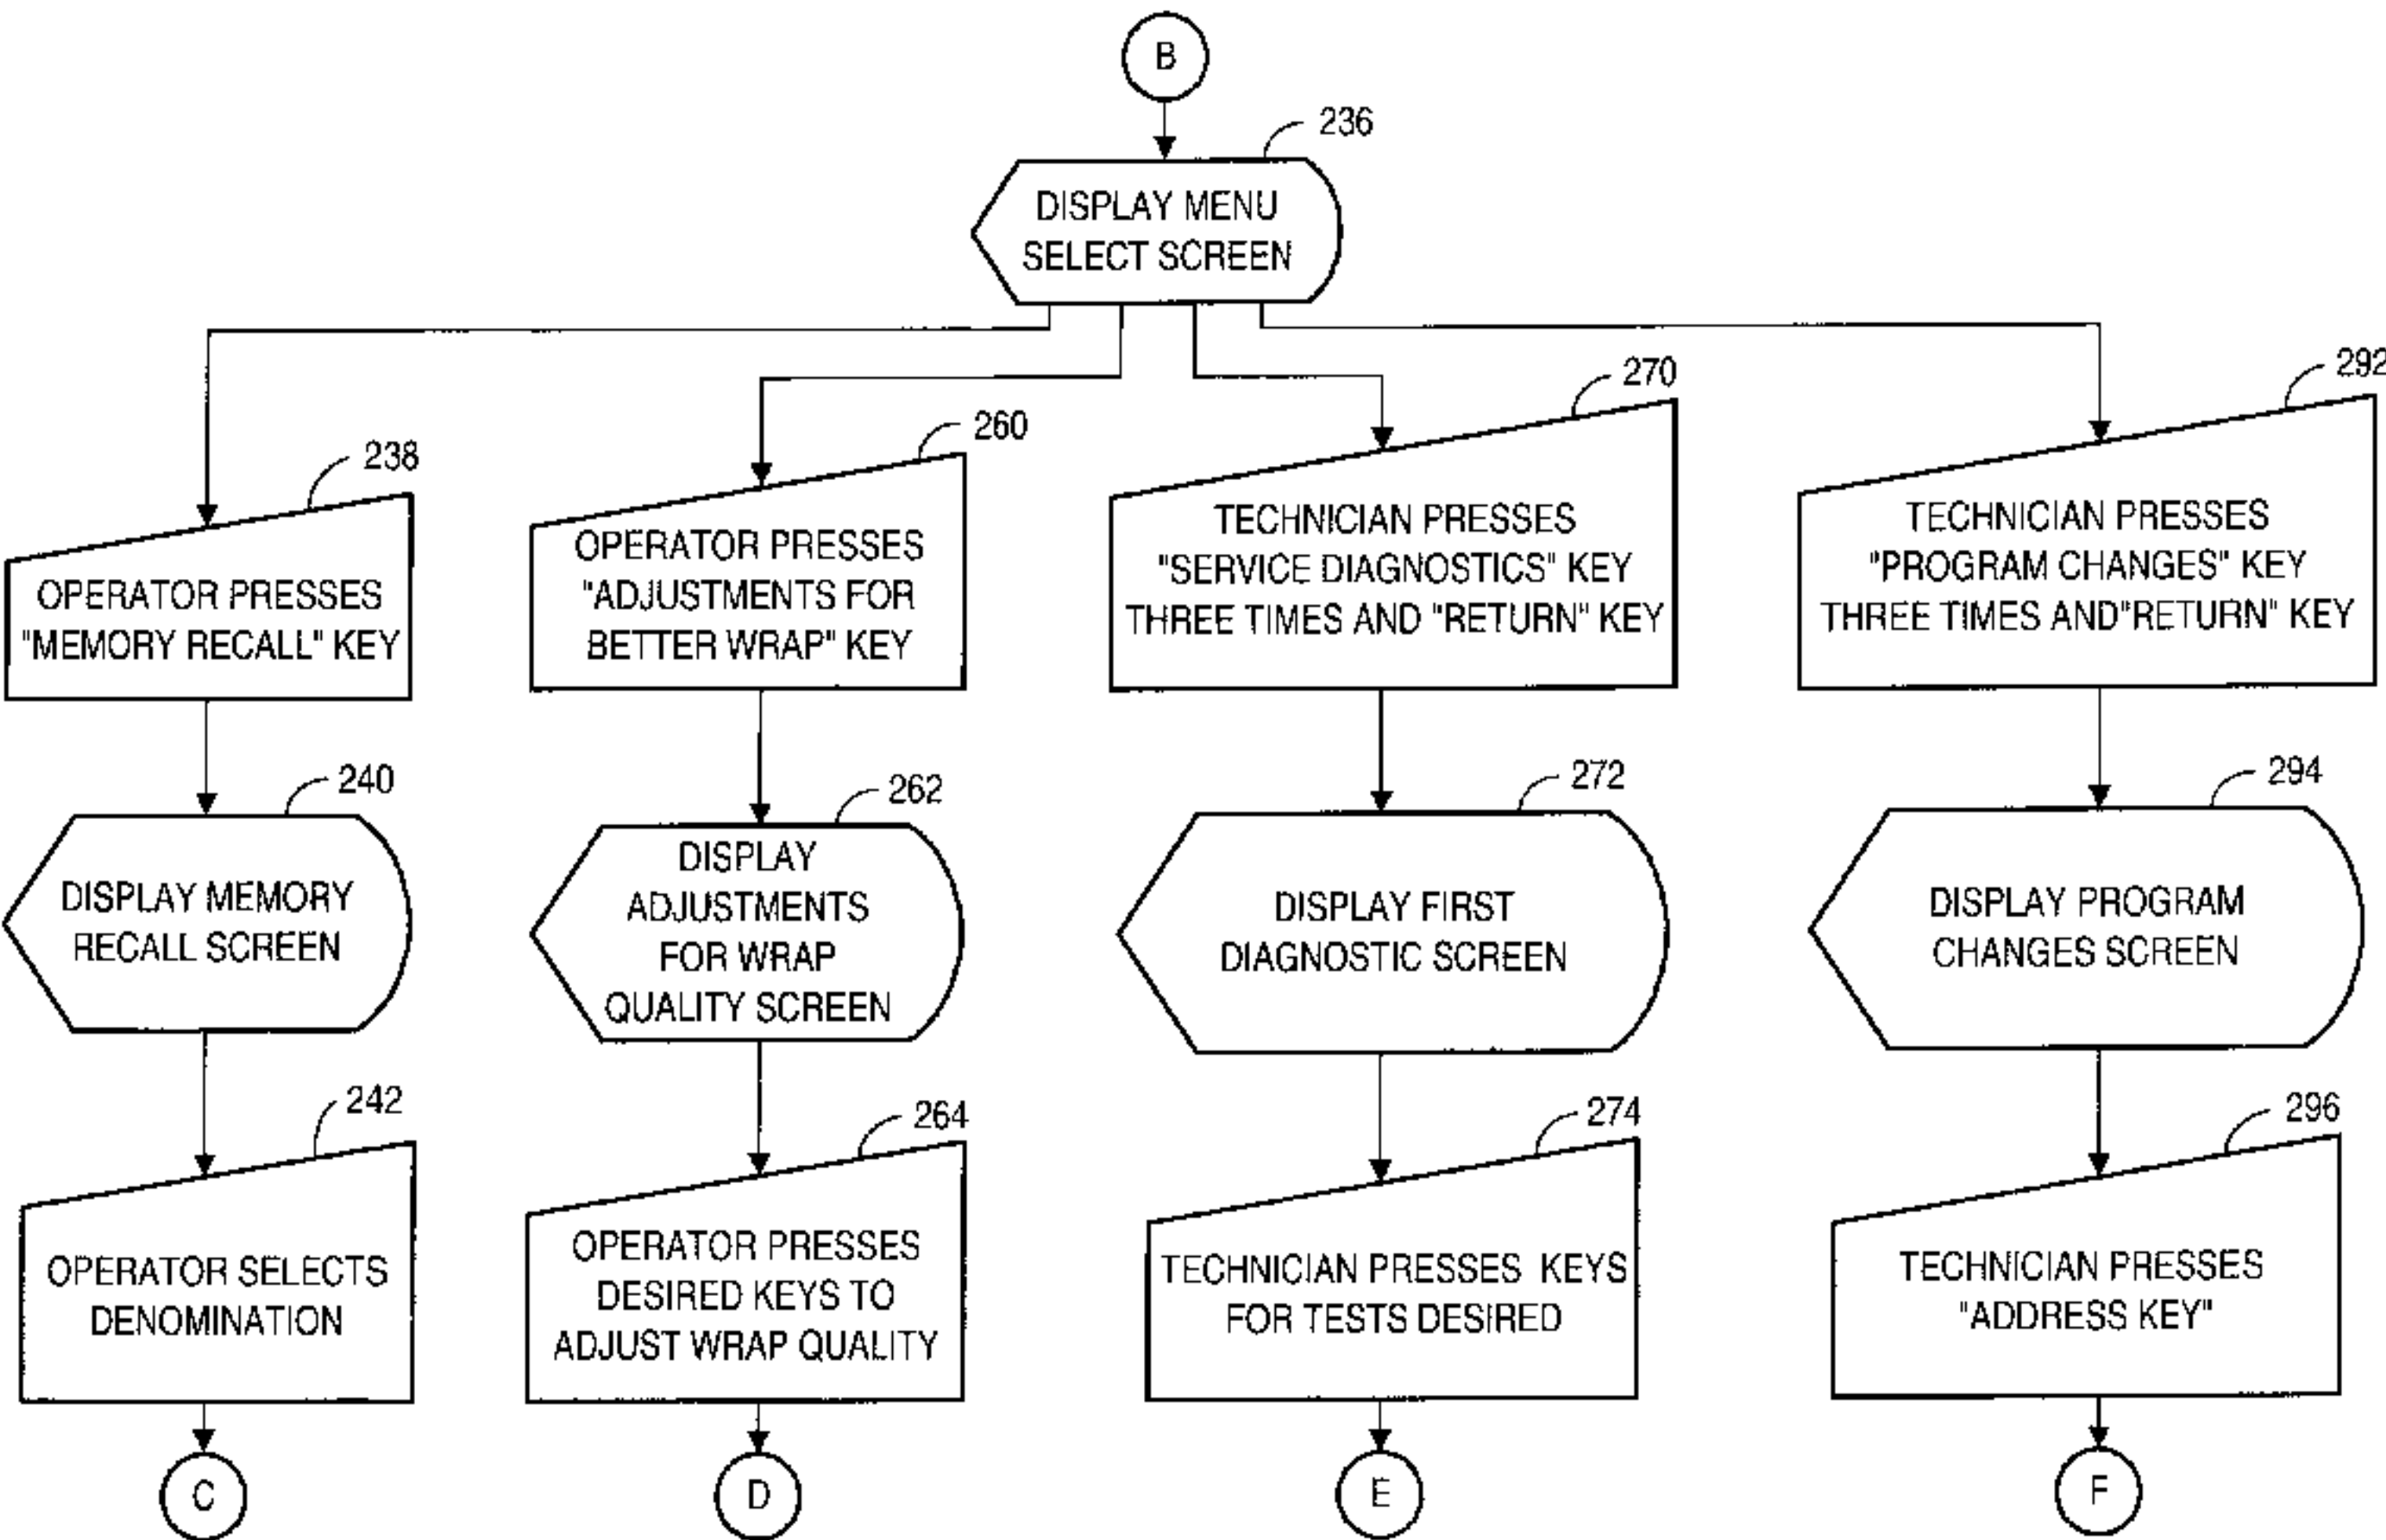 B
236
DISPLAY MENU
SELECT SCREEN
238
OPERATOR PRESSES
"MEMORY RECALL" KEY
260
OPERATOR PRESSES
"ADJUSTMENTS FOR
BETTER WRAP" KEY
270
TECHNICIAN PRESSES
"SERVICE DIAGNOSTICS" KEY
THREE TIMES AND "RETURN" KEY
292
TECHNICIAN PRESSES
"PROGRAM CHANGES" KEY
THREE TIMES AND"RETURN" KEY
240
DISPLAY MEMORY
RECALL SCREEN
262
DISPLAY
ADJUSTMENTS
FOR WRAP
QUALITY SCREEN
272
DISPLAY FIRST
DIAGNOSTIC SCREEN
294
DISPLAY PROGRAM
CHANGES SCREEN
242
OPERATOR SELECTS
DENOMINATION
264
OPERATOR PRESSES
DESIRED KEYS TO
ADJUST WRAP QUALITY
274
TECHNICIAN PRESSES KEYS
FOR TESTS DESIRED
296
TECHNICIAN PRESSES
"ADDRESS KEY"
C
D
E
F